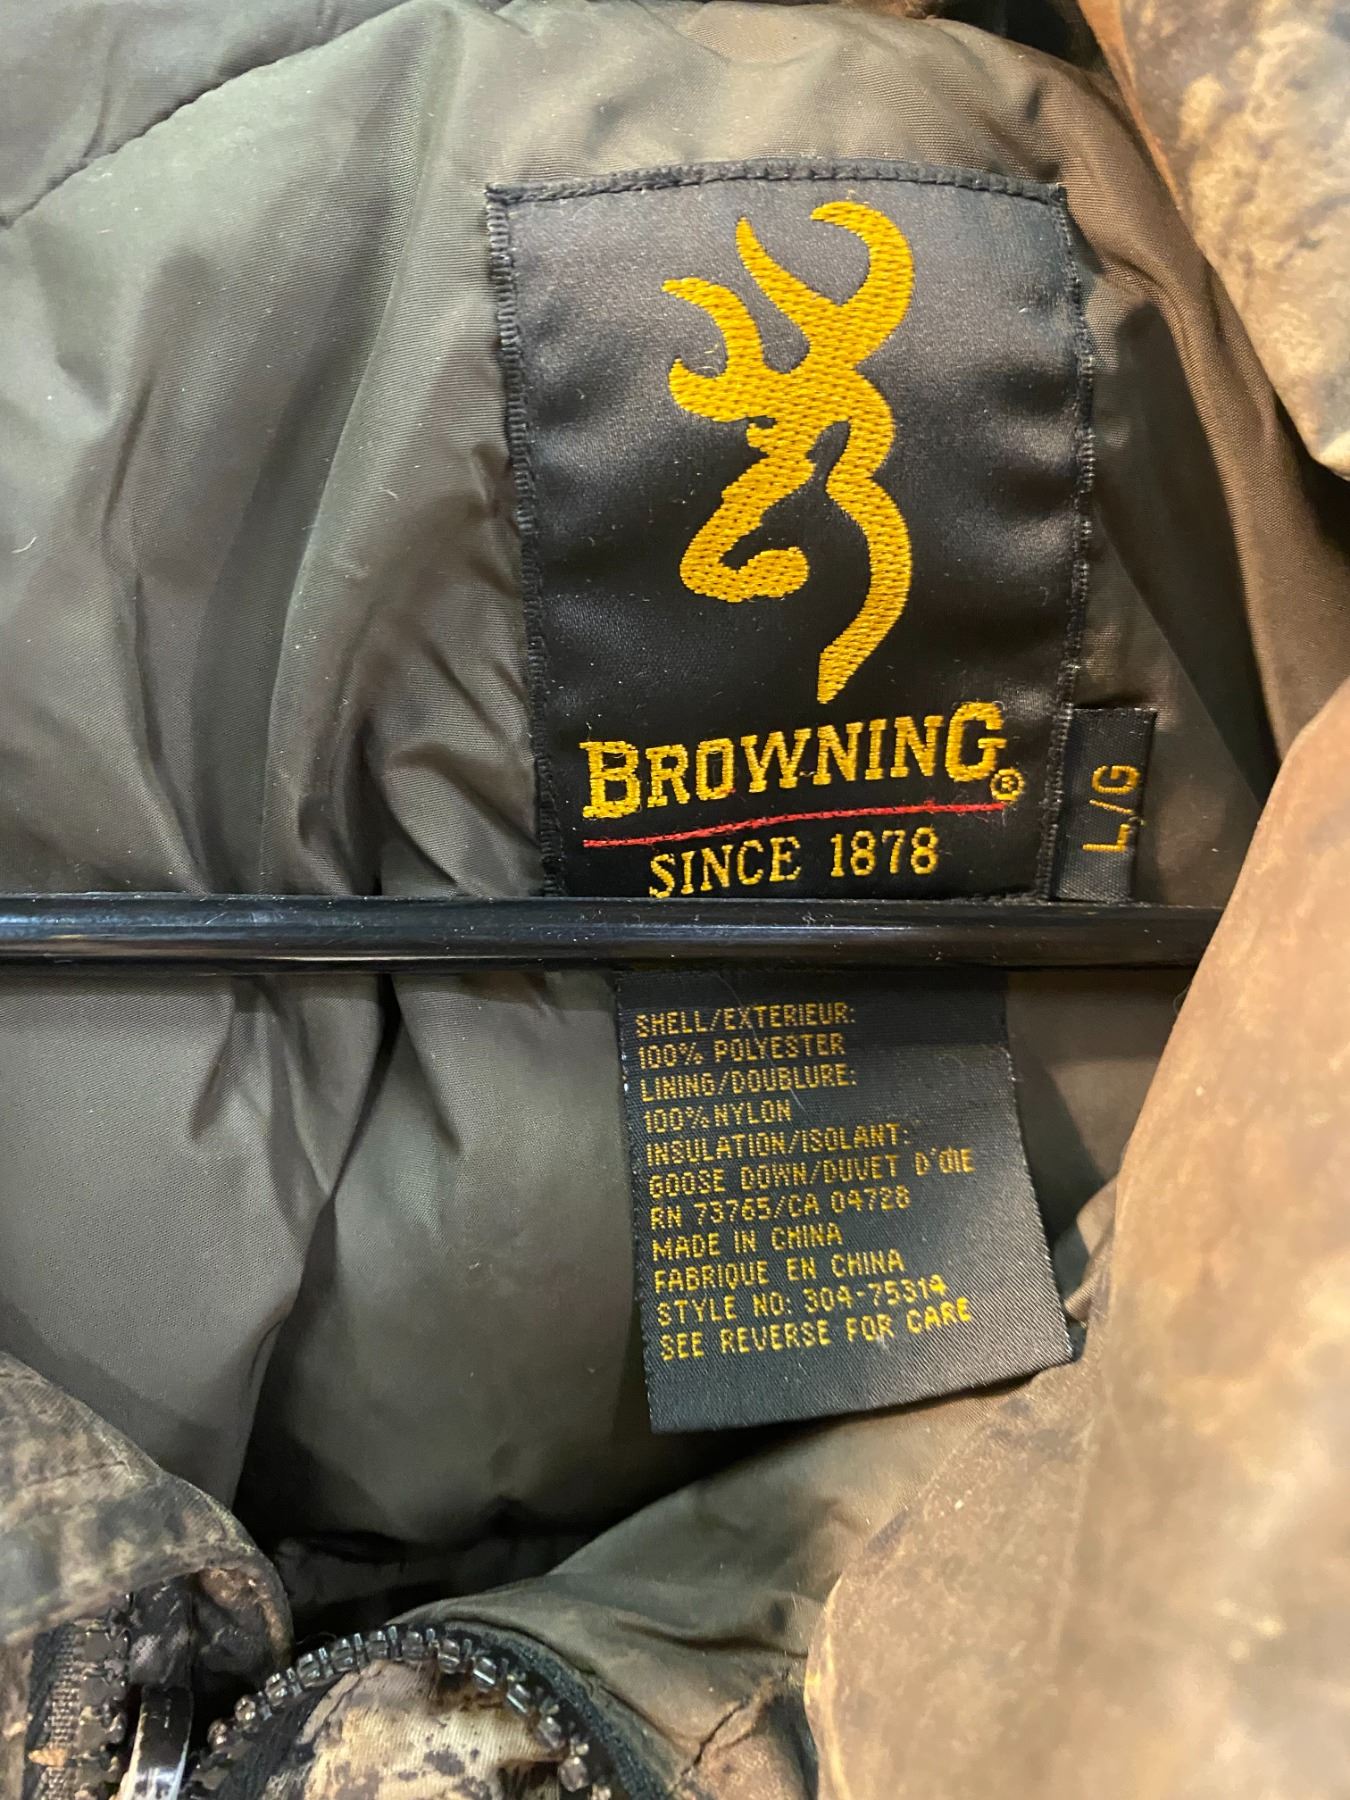 BROWNING®
SINCE 1878
L/G
SHELL/EXTERIEUR:
100% POLYESTER
LINING/DOUBLURE:
100% NYLON
INSULATION/ISOLANT:
GOOSE DOWN/DUVET D'OIE
RN 73765/CA 04728
MADE IN CHINA
FABRIQUE EN CHINA
STYLE NO: 304-75314
SEE REVERSE FOR CARE